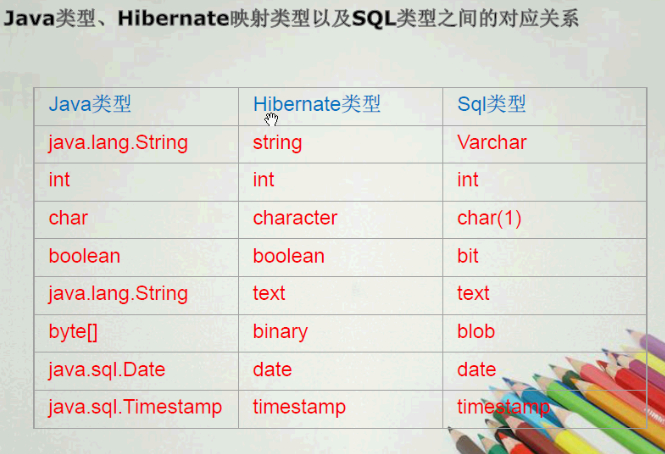 Java类型、Hibernate映射类型以及SQL类型之间的对应关系
Java类型 Hibernate类型 Sql类型
java.lang.String string Varchar
int int int
char character char(1)
boolean boolean bit
java.lang.String text text
byte[] binary blob
java.sql.Date date date
java.sql.Timestamp timestamp timestamp